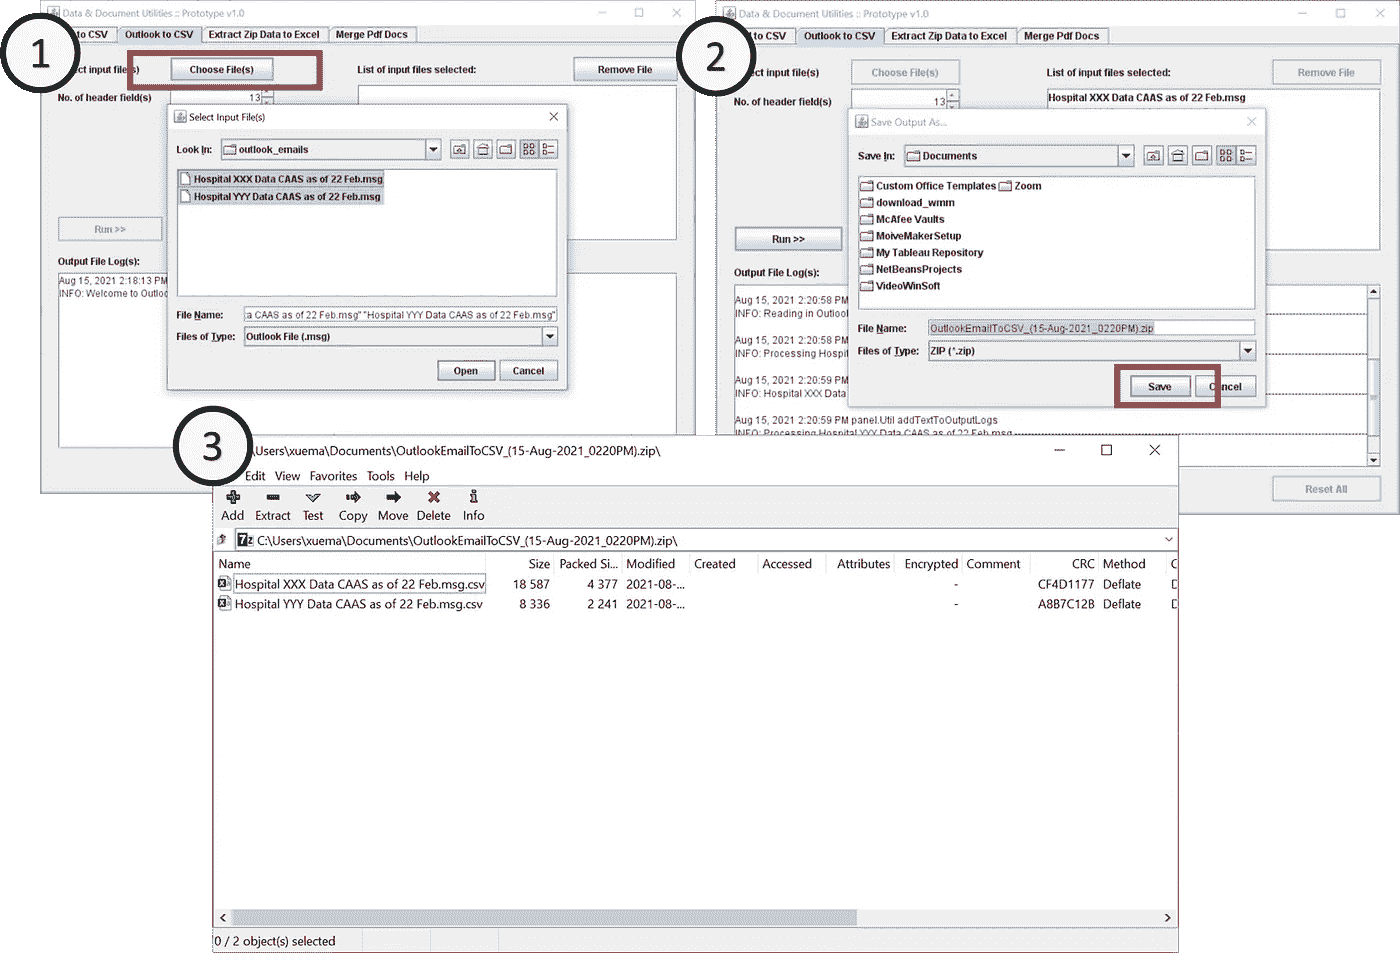 1
Data & Document Utilities :: Prototype v1.0
to CSV Outlook to CSV Extract Zip Data to Excel Merge Pdf Docs
ct input file(s) Choose File(s) List of input files selected: Remove File
No. of header field(s) 13
Select Input File(s)
Look In: outlook_emails
Hospital XXX Data CAAS as of 22 Feb.msg
Hospital YYY Data CAAS as of 22 Feb.msg
Run >>
Output File Log(s):
Aug 15, 2021 2:18:13 PM
INFO: Welcome to Outlo
File Name: a CAAS as of 22 Feb.msg" "Hospital YYY Data CAAS as of 22 Feb.msg"
Files of Type: Outlook File (.msg)
Open Cancel
2
Data & Document Utilities :: Prototype v1.0
to CSV Outlook to CSV Extract Zip Data to Excel Merge Pdf Docs
ect input file(s) Choose File(s) List of input files selected: Remove File
No. of header field(s) 13 Hospital XXX Data CAAS as of 22 Feb.msg
Save Output As...
Save In: Documents
Custom Office Templates Zoom
download_wmm
McAfee Vaults
MoiveMakerSetup
My Tableau Repository
NetBeansProjects
VideoWinSoft
Run >>
Output File Log(s):
Aug 15, 2021 2:20:58 PM
INFO: Reading in Outlook
Aug 15, 2021 2:20:58 PM
INFO: Processing Hospit
Aug 15, 2021 2:20:59 PM
INFO: Hospital XXX Data
Aug 15, 2021 2:20:59 PM panel.Util addTextToOutputLogs
INFO: Processing Hospital YYY Data CAAS as of 22 Feb.msg
File Name: OutlookEmailToCSV_(15-Aug-2021_0220PM).zip
Files of Type: ZIP (*.zip)
Save Cancel
Reset All
3
\Users\xuema\Documents\OutlookEmailToCSV_(15-Aug-2021_0220PM).zip\
Edit View Favorites Tools Help
Add Extract Test Copy Move Delete Info
7z C:\Users\xuema\Documents\OutlookEmailToCSV_(15-Aug-2021_0220PM).zip\
Name Size Packed Si... Modified Created Accessed Attributes Encrypted Comment CRC Method C
Hospital XXX Data CAAS as of 22 Feb.msg.csv 18 587 4 377 2021-08-... - CF4D1177 Deflate D
Hospital YYY Data CAAS as of 22 Feb.msg.csv 8 336 2 241 2021-08-... - A8B7C12B Deflate D
0 / 2 object(s) selected